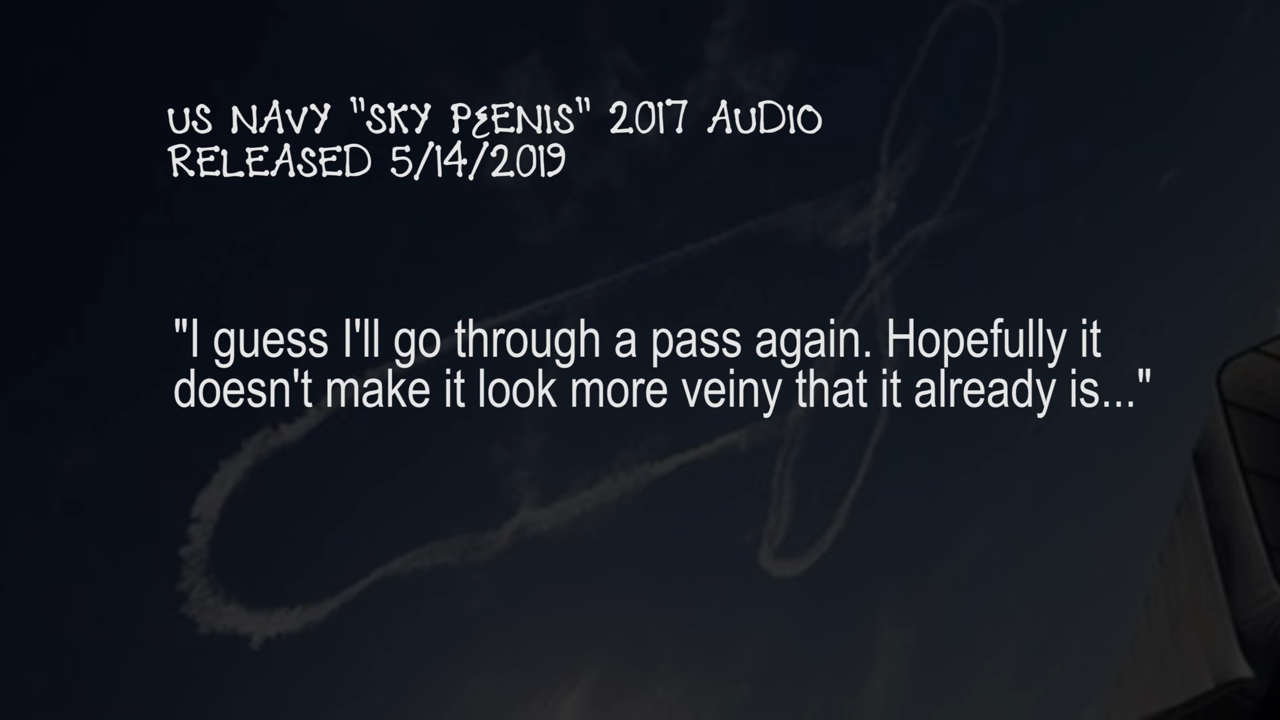 US NAVY "SKY PEENIS" 2017 AUDIO
RELEASED 5/14/2019
"I guess I'll go through a pass again. Hopefully it
doesn't make it look more veiny that it already is..."